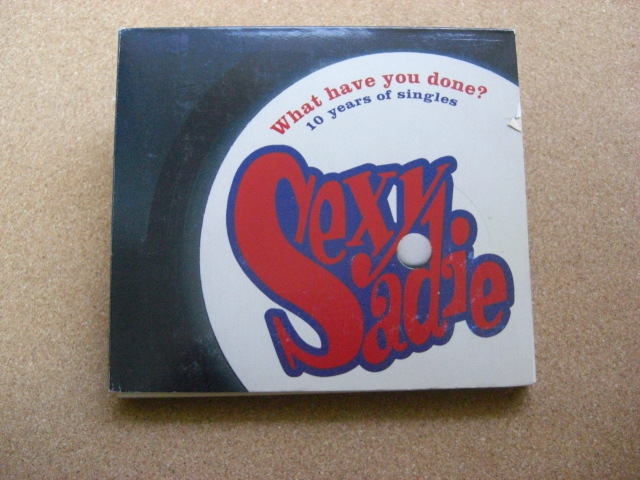 What have you done?
10 years of singles
Sexy
Sadie